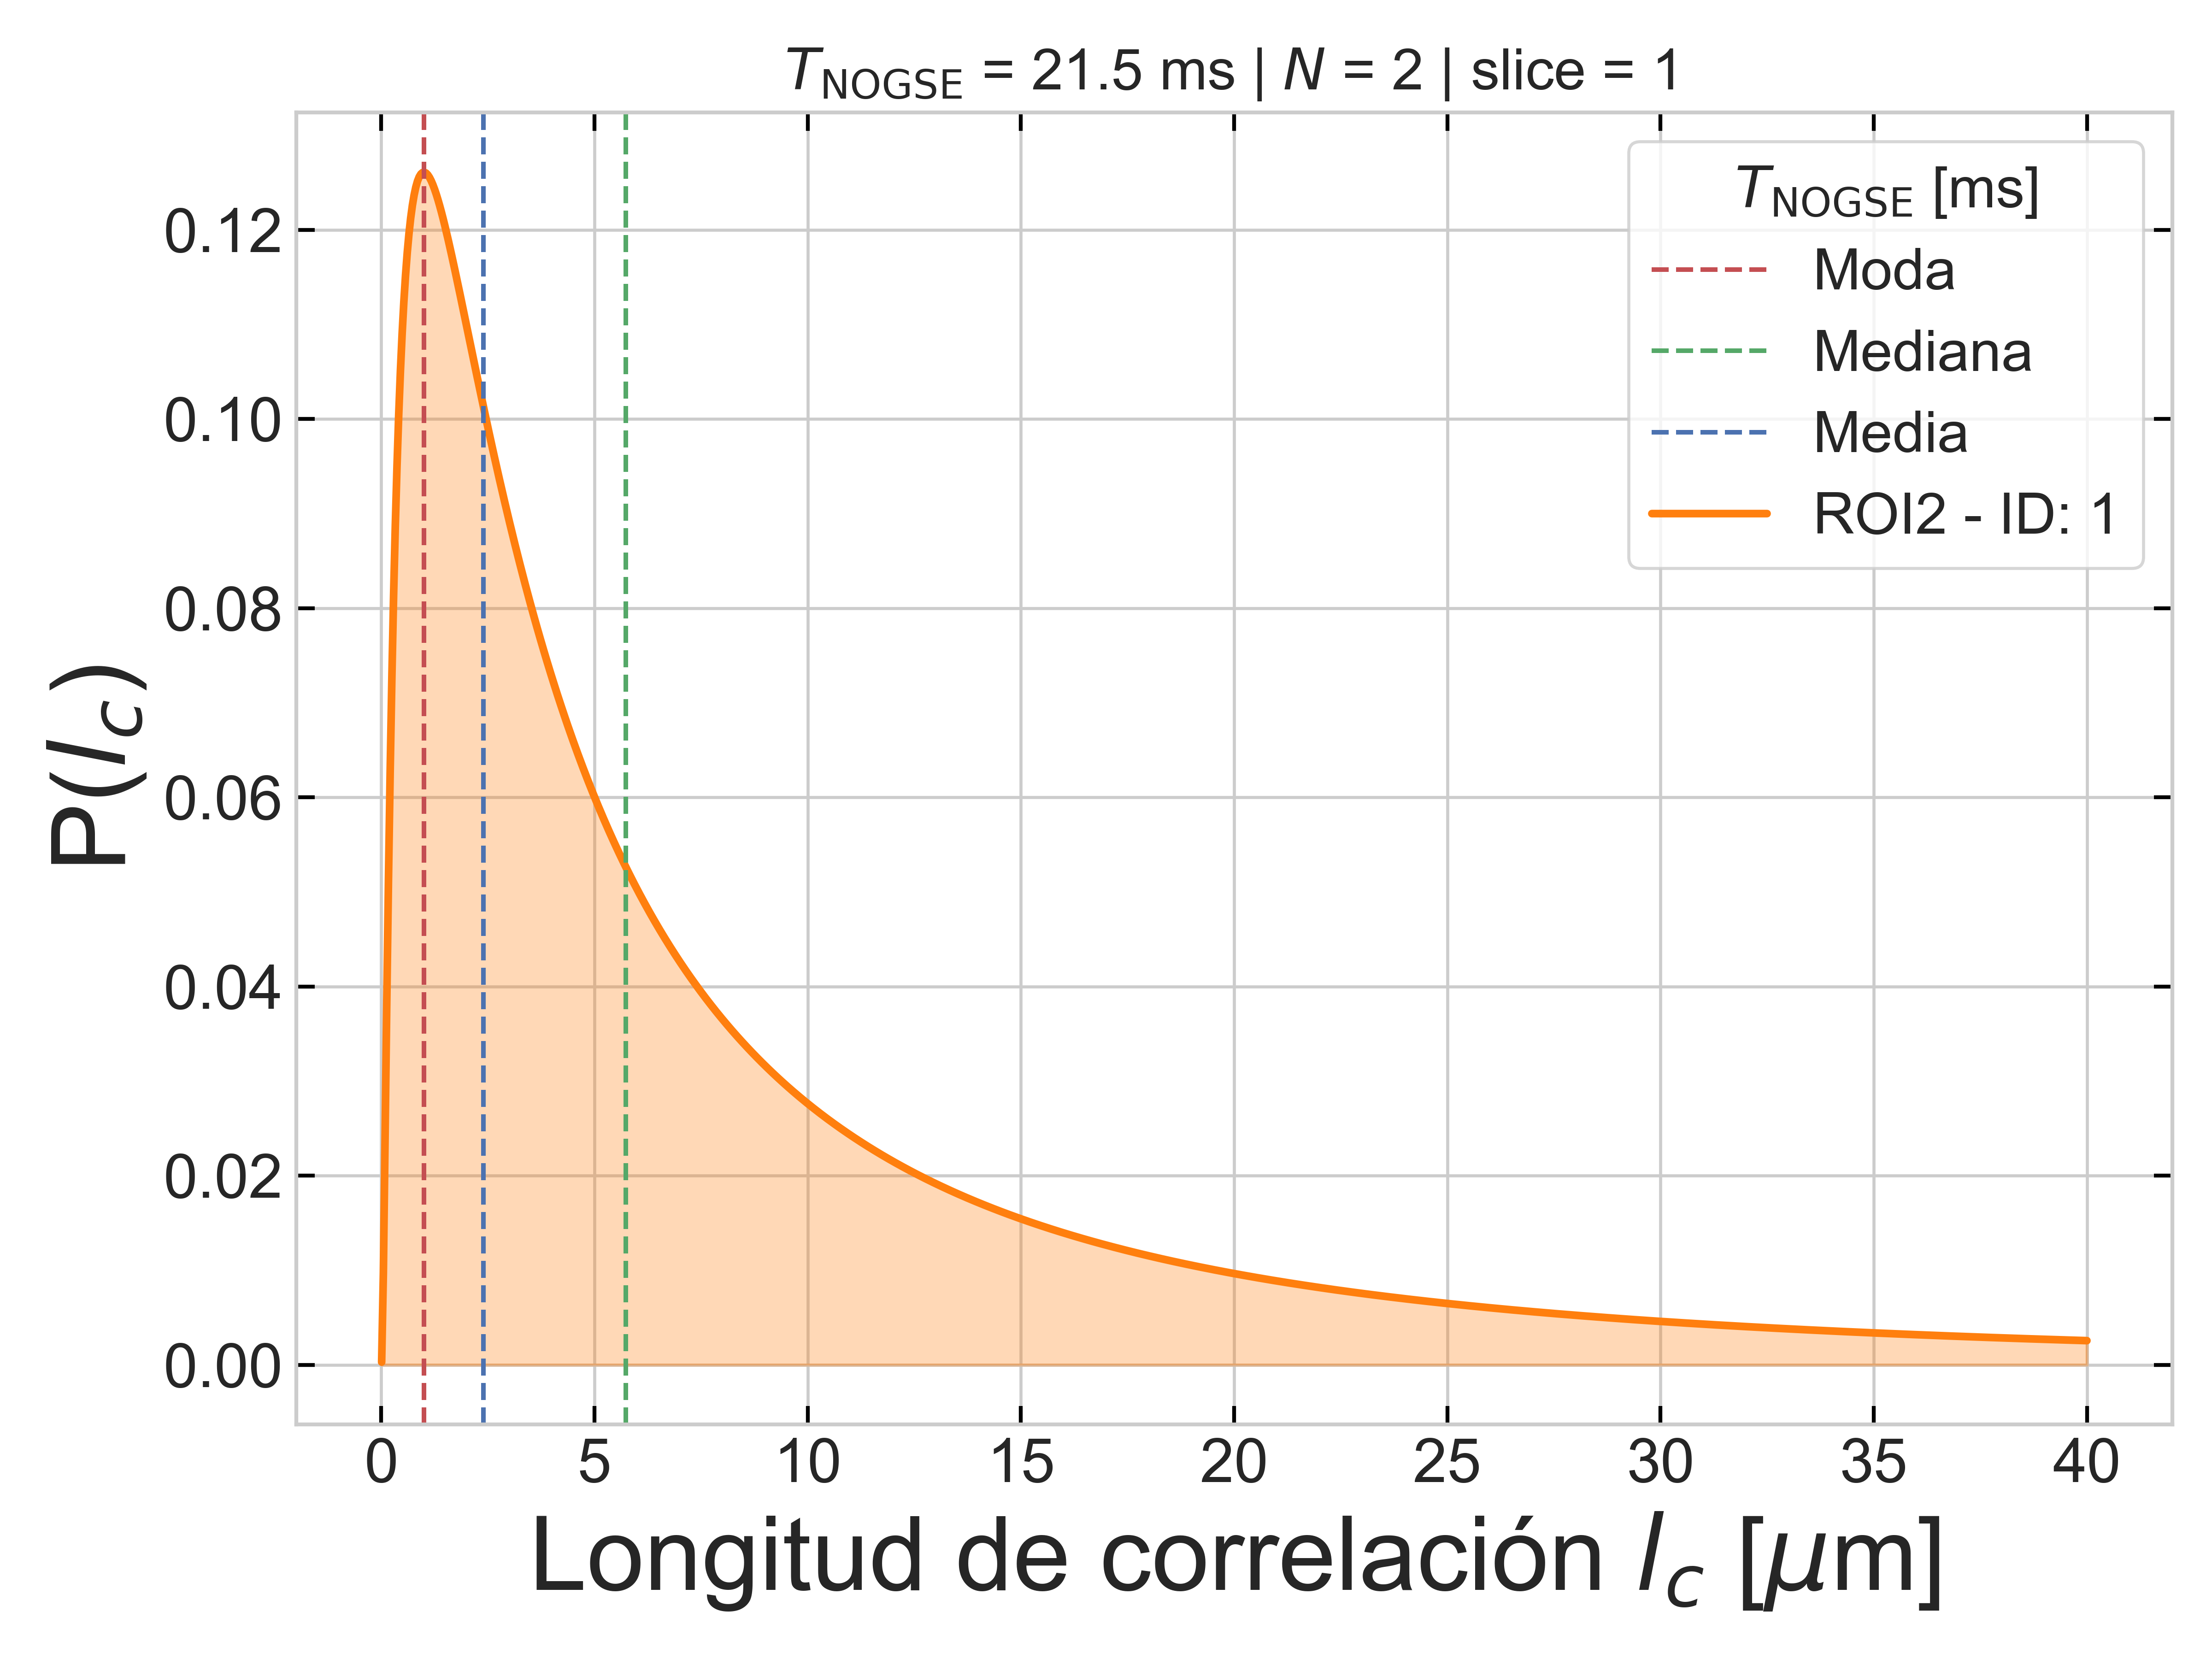 T_NOGSE = 21.5 ms | N = 2 | slice = 1
T_NOGSE [ms]
Moda
Mediana
Media
ROI2 - ID: 1
P(l_c)
0.12
0.10
0.08
0.06
0.04
0.02
0.00
0 5 10 15 20 25 30 35 40
Longitud de correlación l_c [μm]